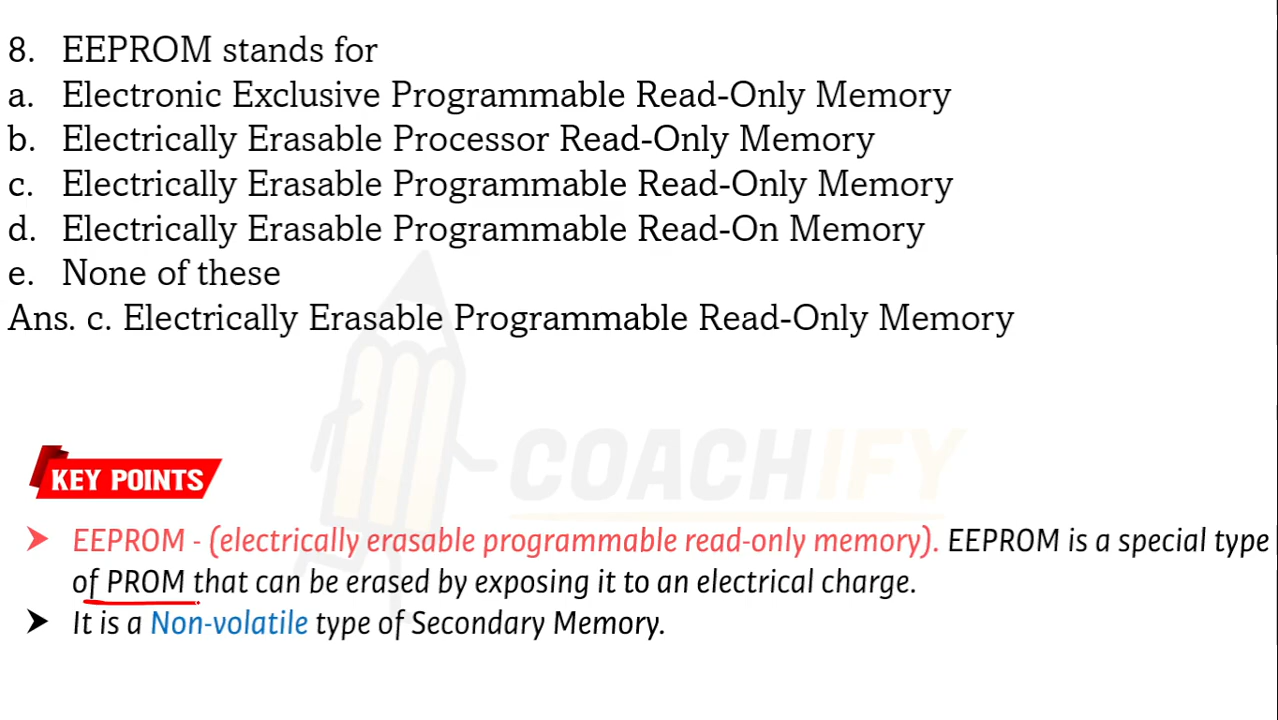 8. EEPROM stands for
a. Electronic Exclusive Programmable Read-Only Memory
b. Electrically Erasable Processor Read-Only Memory
c. Electrically Erasable Programmable Read-Only Memory
d. Electrically Erasable Programmable Read-On Memory
e. None of these
Ans. c. Electrically Erasable Programmable Read-Only Memory
COACHIFY
KEY POINTS
➤ EEPROM - (electrically erasable programmable read-only memory). EEPROM is a special type
of PROM that can be erased by exposing it to an electrical charge.
➤ It is a Non-volatile type of Secondary Memory.